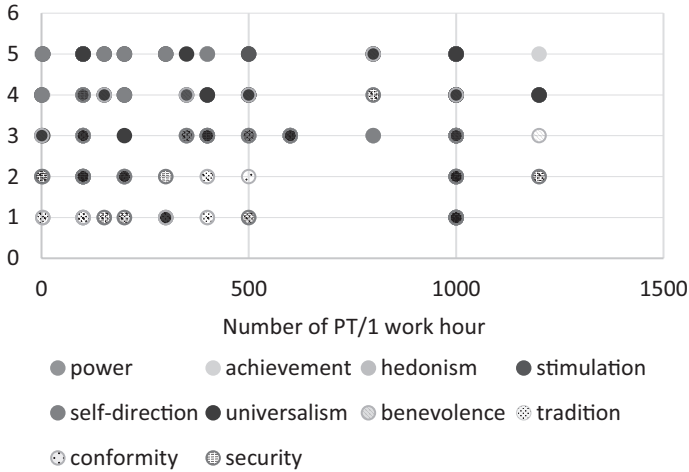 6
5
4
3
2
1
0
0 500 1000 1500
Number of PT/1 work hour
power achievement hedonism stimulation
self-direction universalism benevolence tradition
conformity security